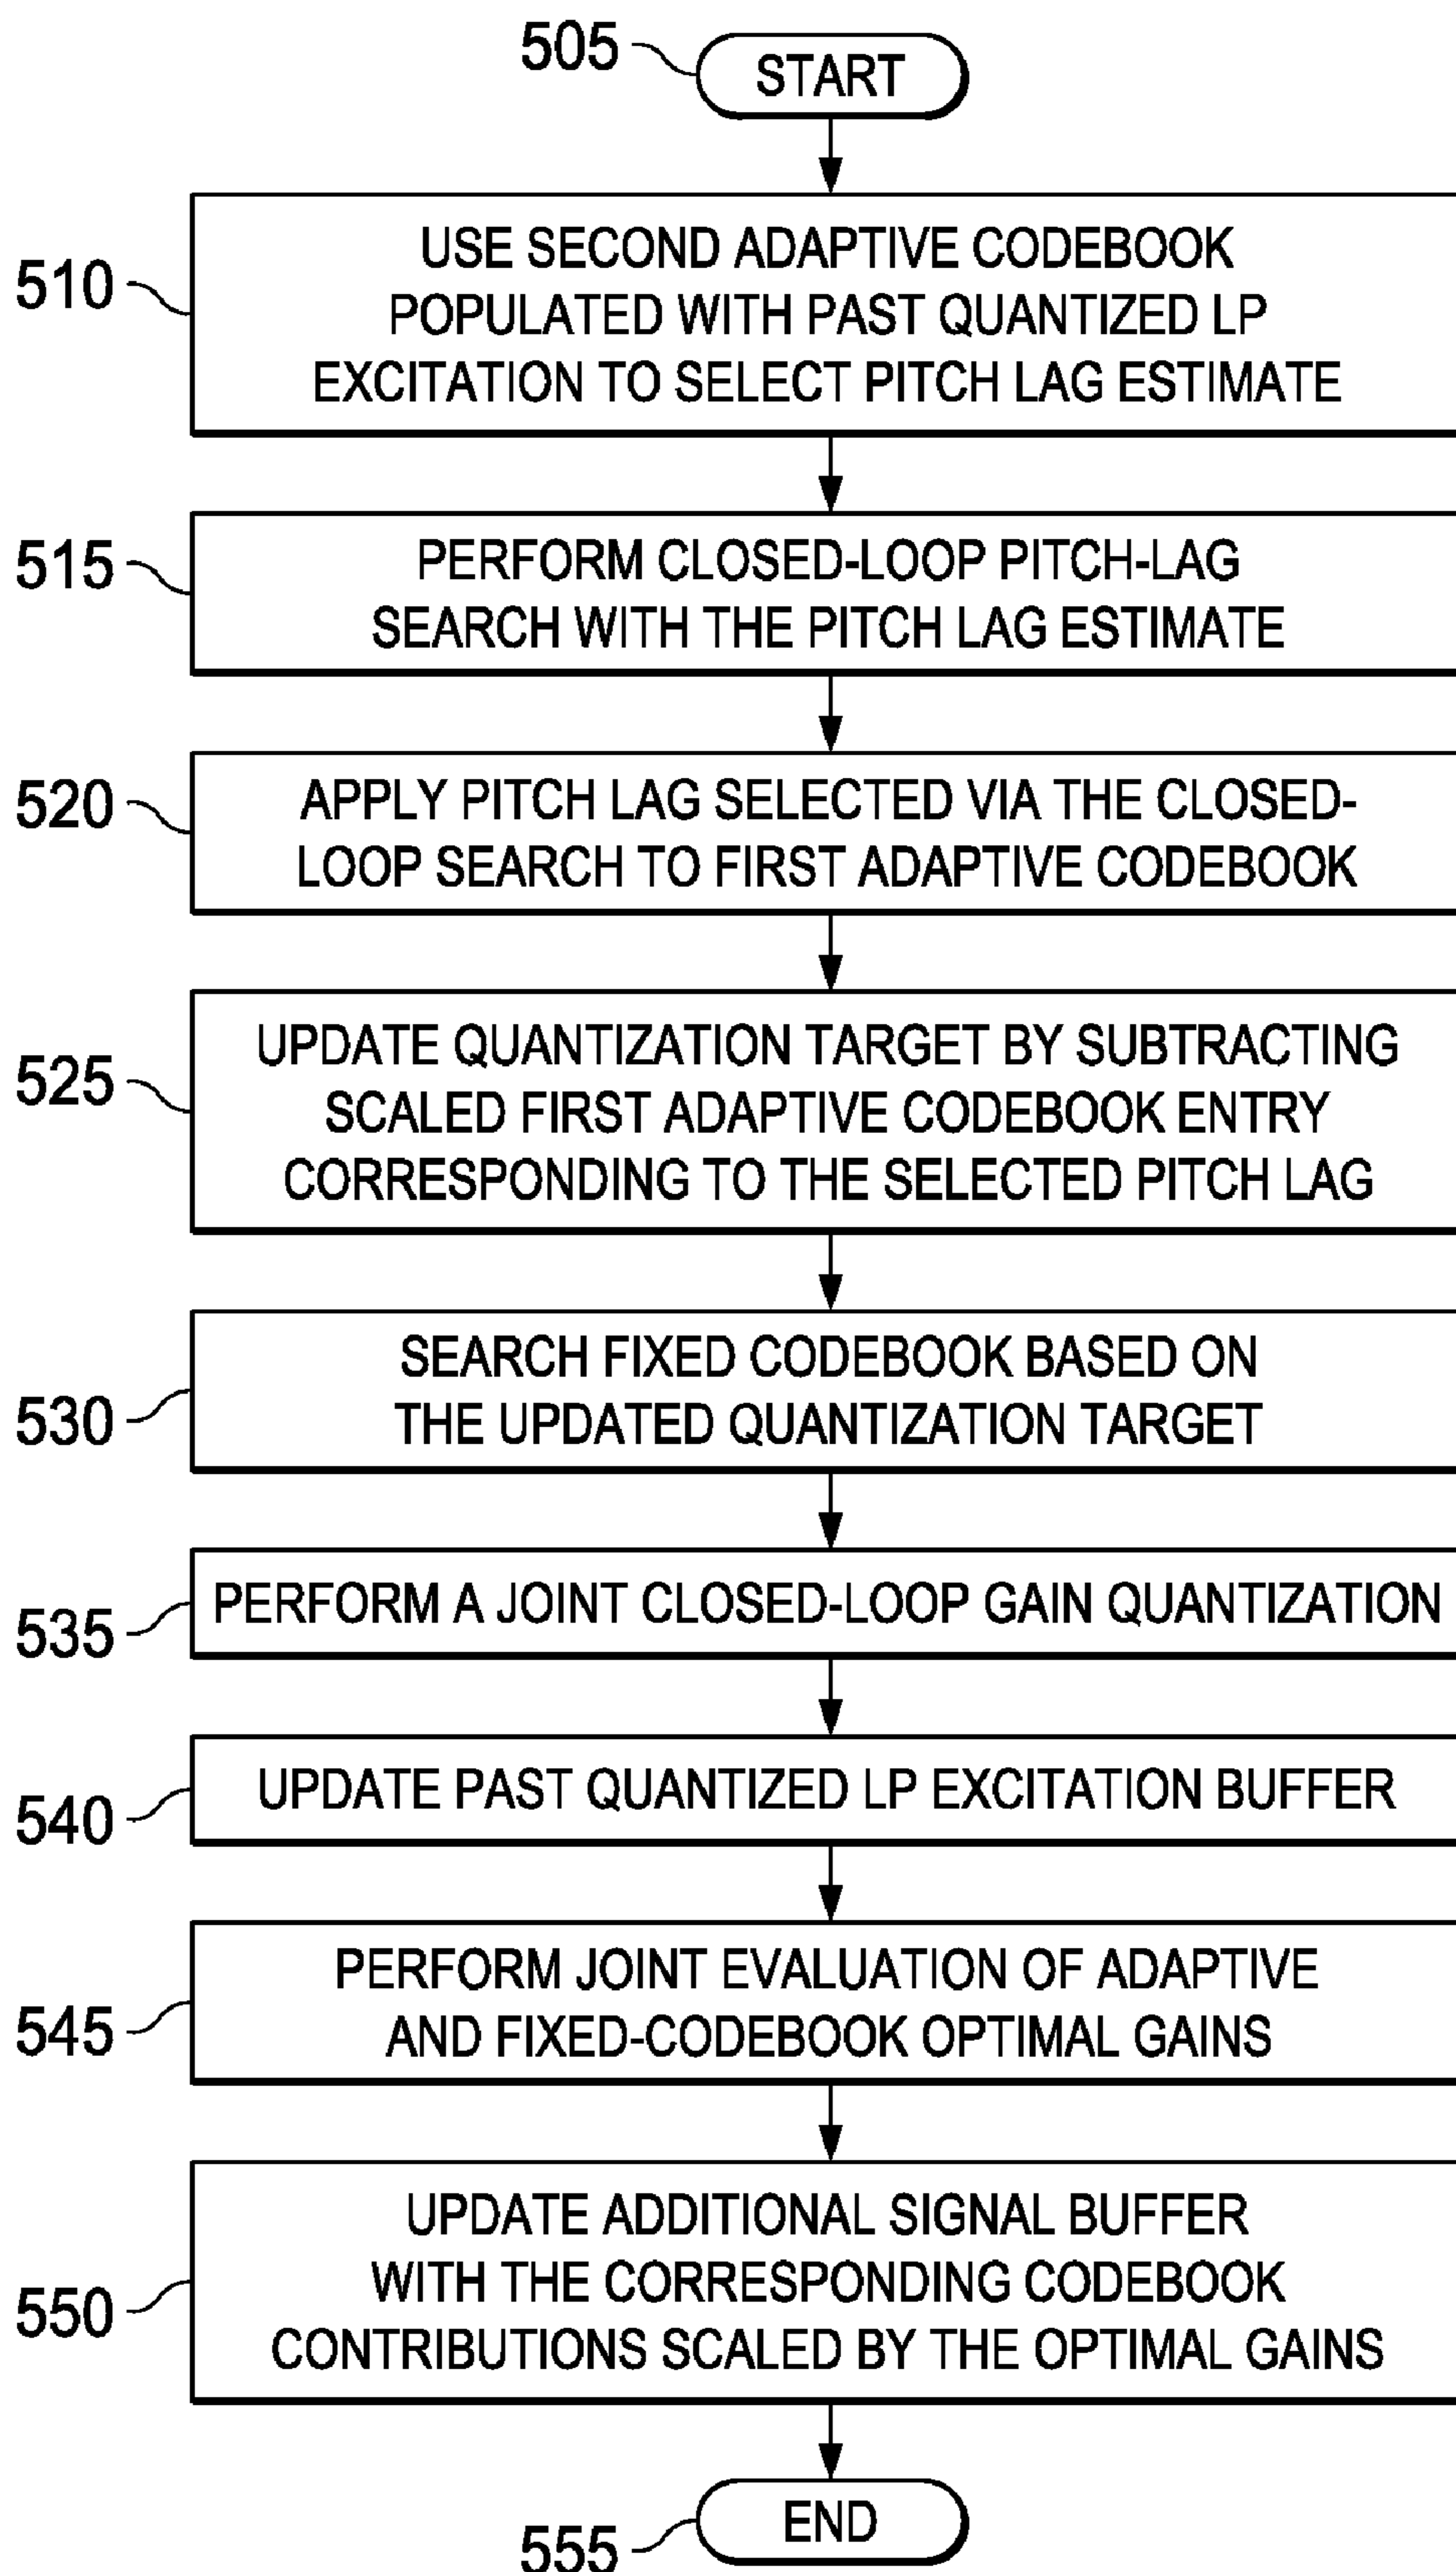 505
START
510
USE SECOND ADAPTIVE CODEBOOK
POPULATED WITH PAST QUANTIZED LP
EXCITATION TO SELECT PITCH LAG ESTIMATE
515
PERFORM CLOSED-LOOP PITCH-LAG
SEARCH WITH THE PITCH LAG ESTIMATE
520
APPLY PITCH LAG SELECTED VIA THE CLOSED-
LOOP SEARCH TO FIRST ADAPTIVE CODEBOOK
525
UPDATE QUANTIZATION TARGET BY SUBTRACTING
SCALED FIRST ADAPTIVE CODEBOOK ENTRY
CORRESPONDING TO THE SELECTED PITCH LAG
530
SEARCH FIXED CODEBOOK BASED ON
THE UPDATED QUANTIZATION TARGET
535
PERFORM A JOINT CLOSED-LOOP GAIN QUANTIZATION
540
UPDATE PAST QUANTIZED LP EXCITATION BUFFER
545
PERFORM JOINT EVALUATION OF ADAPTIVE
AND FIXED-CODEBOOK OPTIMAL GAINS
550
UPDATE ADDITIONAL SIGNAL BUFFER
WITH THE CORRESPONDING CODEBOOK
CONTRIBUTIONS SCALED BY THE OPTIMAL GAINS
555
END